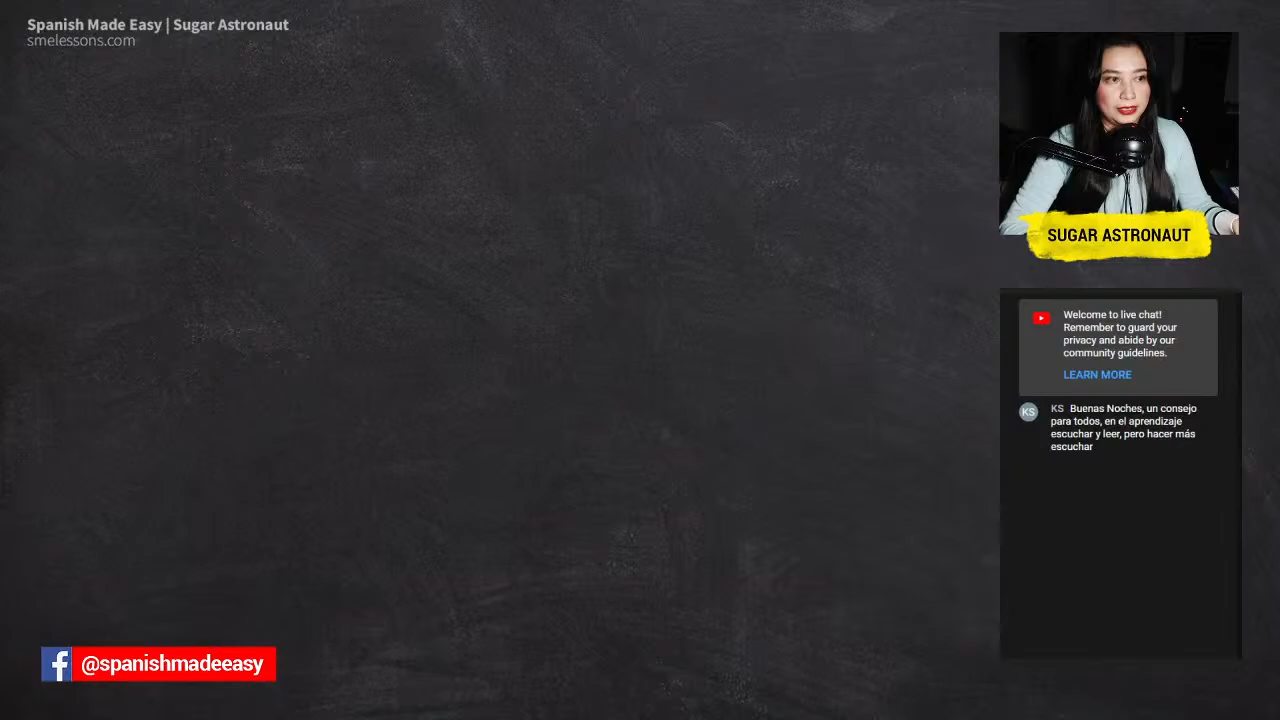 Spanish Made Easy | Sugar Astronaut
smelessons.com
SUGAR ASTRONAUT
Welcome to live chat!
Remember to guard your
privacy and abide by our
community guidelines.
LEARN MORE
KS KS Buenas Noches, un consejo
para todos, en el aprendizaje
escuchar y leer, pero hacer más
escuchar
@spanishmadeeasy